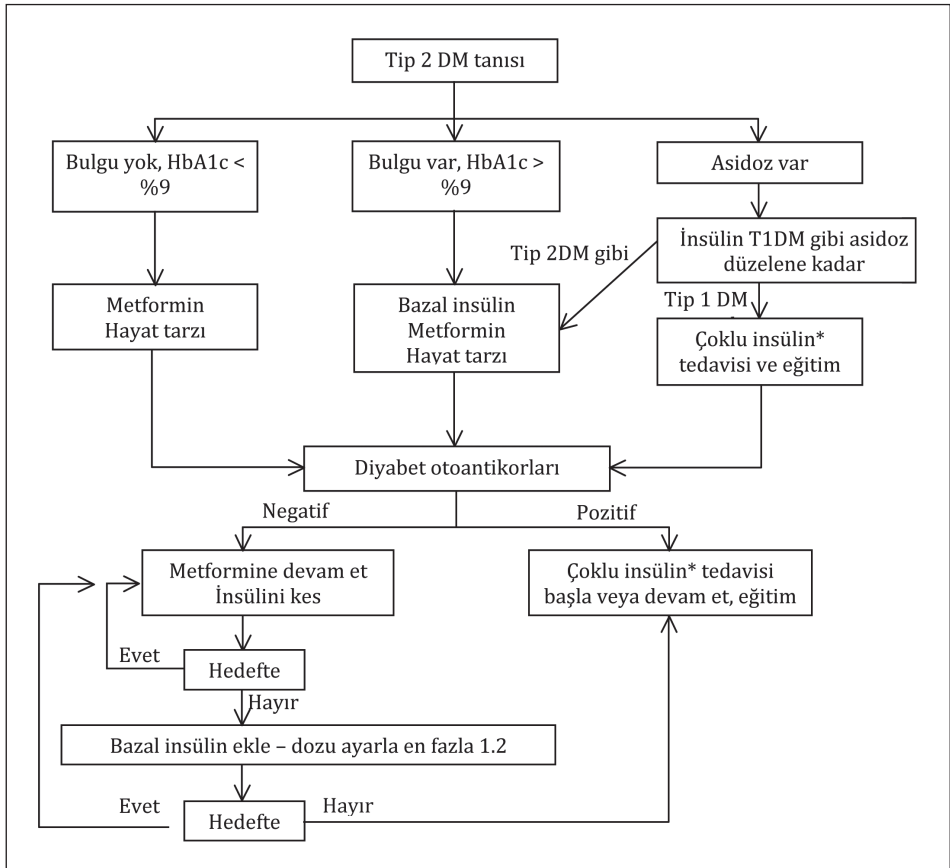 Tip 2 DM tanısı
Bulgu yok, HbA1c <
%9
Bulgu var, HbA1c >
%9
Asidoz var
Tip 2DM gibi
İnsülin T1DM gibi asidoz
düzelene kadar
Tip 1 DM
Metformin
Hayat tarzı
Bazal insülin
Metformin
Hayat tarzı
Çoklu insülin*
tedavisi ve eğitim
Diyabet otoantikorları
Negatif
Pozitif
Metformine devam et
İnsülini kes
Çoklu insülin* tedavisi
başla veya devam et, eğitim
Evet
Hedefte
Hayır
Bazal insülin ekle – dozu ayarla en fazla 1.2
Evet
Hedefte
Hayır